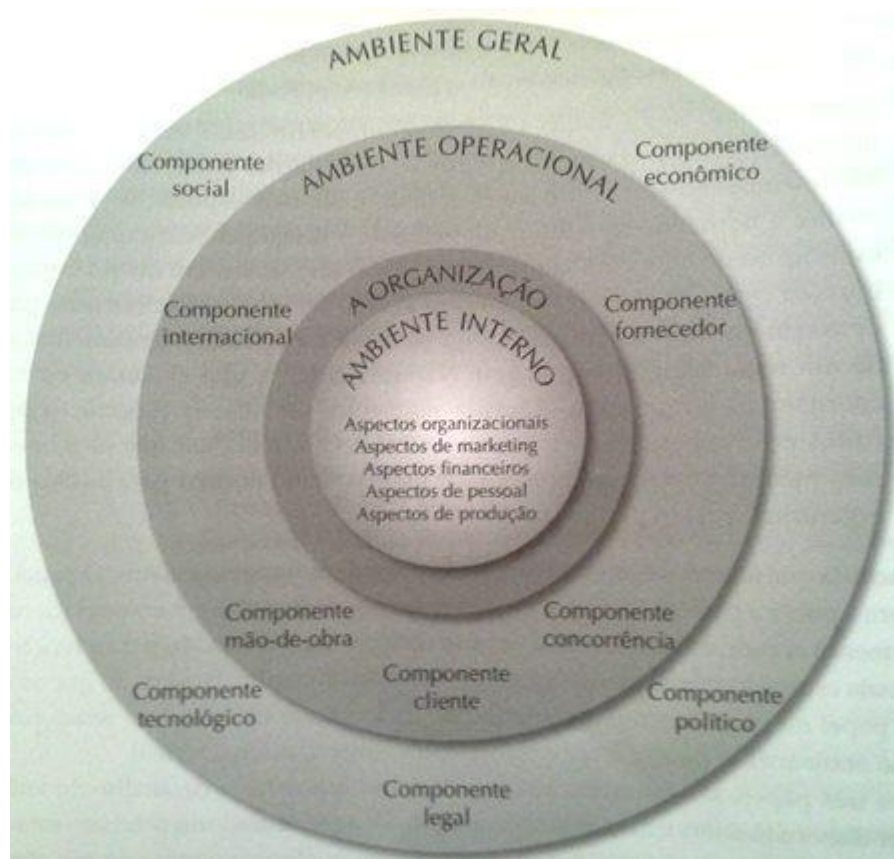 AMBIENTE GERAL
Componente
social
Componente
econômico
AMBIENTE OPERACIONAL
Componente
internacional
Componente
fornecedor
A ORGANIZAÇÃO
AMBIENTE INTERNO
Aspectos organizacionais
Aspectos de marketing
Aspectos financeiros
Aspectos de pessoal
Aspectos de produção
Componente
mão-de-obra
Componente
concorrência
Componente
cliente
Componente
tecnológico
Componente
político
Componente
legal